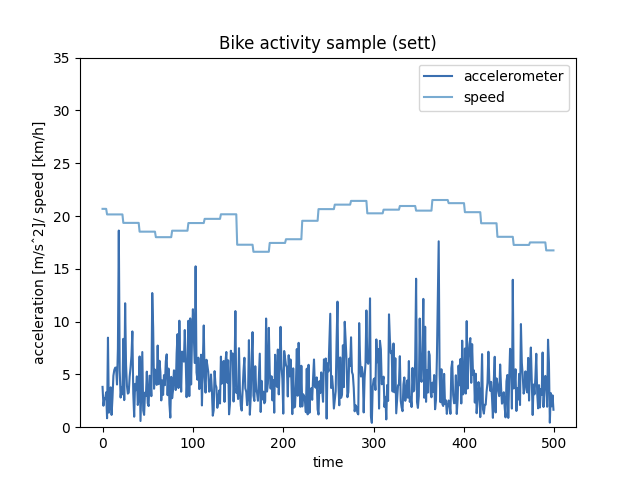 Bike activity sample (sett)
accelerometer
speed
acceleration [m/s^2]/ speed [km/h]
35
30
25
20
15
10
5
0
0 100 200 300 400 500
time